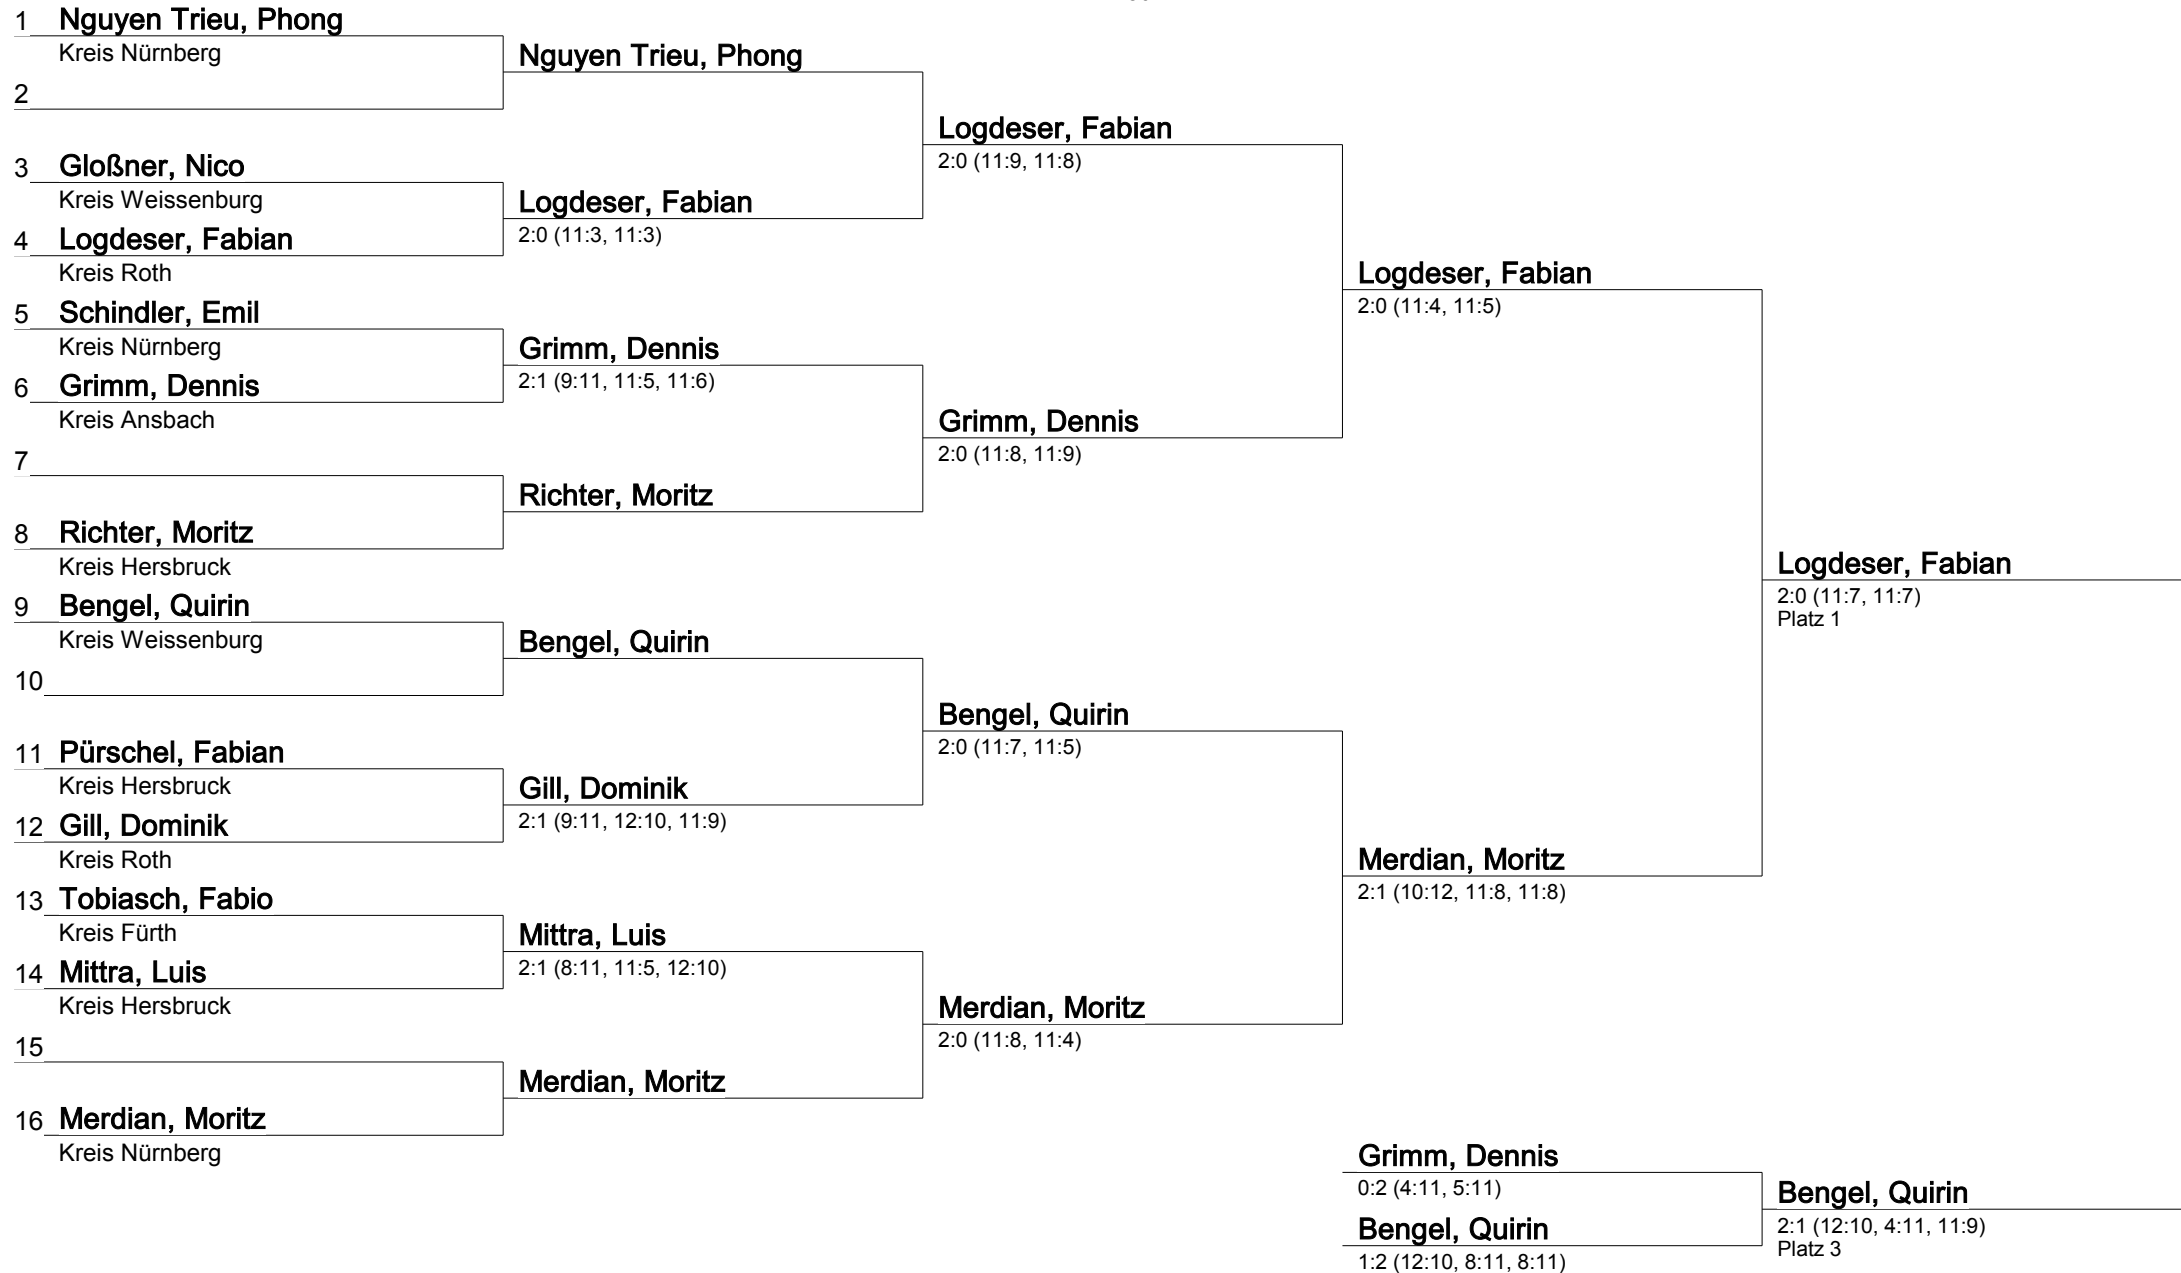 1 Nguyen Trieu, Phong
Kreis Nürnberg
2
3 Gloßner, Nico
Kreis Weissenburg
4 Logdeser, Fabian
Kreis Roth
5 Schindler, Emil
Kreis Nürnberg
6 Grimm, Dennis
Kreis Ansbach
7
8 Richter, Moritz
Kreis Hersbruck
9 Bengel, Quirin
Kreis Weissenburg
10
11 Pürschel, Fabian
Kreis Hersbruck
12 Gill, Dominik
Kreis Roth
13 Tobiasch, Fabio
Kreis Fürth
14 Mittra, Luis
Kreis Hersbruck
15
16 Merdian, Moritz
Kreis Nürnberg
Nguyen Trieu, Phong
Logdeser, Fabian
2:0 (11:3, 11:3)
Grimm, Dennis
2:1 (9:11, 11:5, 11:6)
Richter, Moritz
Bengel, Quirin
Gill, Dominik
2:1 (9:11, 12:10, 11:9)
Mittra, Luis
2:1 (8:11, 11:5, 12:10)
Merdian, Moritz
Logdeser, Fabian
2:0 (11:9, 11:8)
Grimm, Dennis
2:0 (11:8, 11:9)
Bengel, Quirin
2:0 (11:7, 11:5)
Merdian, Moritz
2:0 (11:8, 11:4)
Logdeser, Fabian
2:0 (11:4, 11:5)
Merdian, Moritz
2:1 (10:12, 11:8, 11:8)
Logdeser, Fabian
2:0 (11:7, 11:7)
Platz 1
Grimm, Dennis
0:2 (4:11, 5:11)
Bengel, Quirin
1:2 (12:10, 8:11, 8:11)
Bengel, Quirin
2:1 (12:10, 4:11, 11:9)
Platz 3